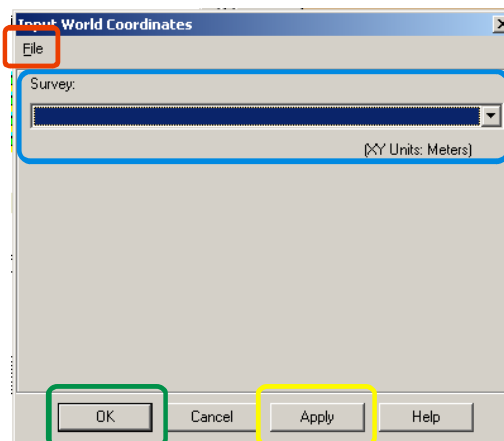 Input World Coordinates
File
Survey:
(XY Units: Meters)
OK Cancel Apply Help